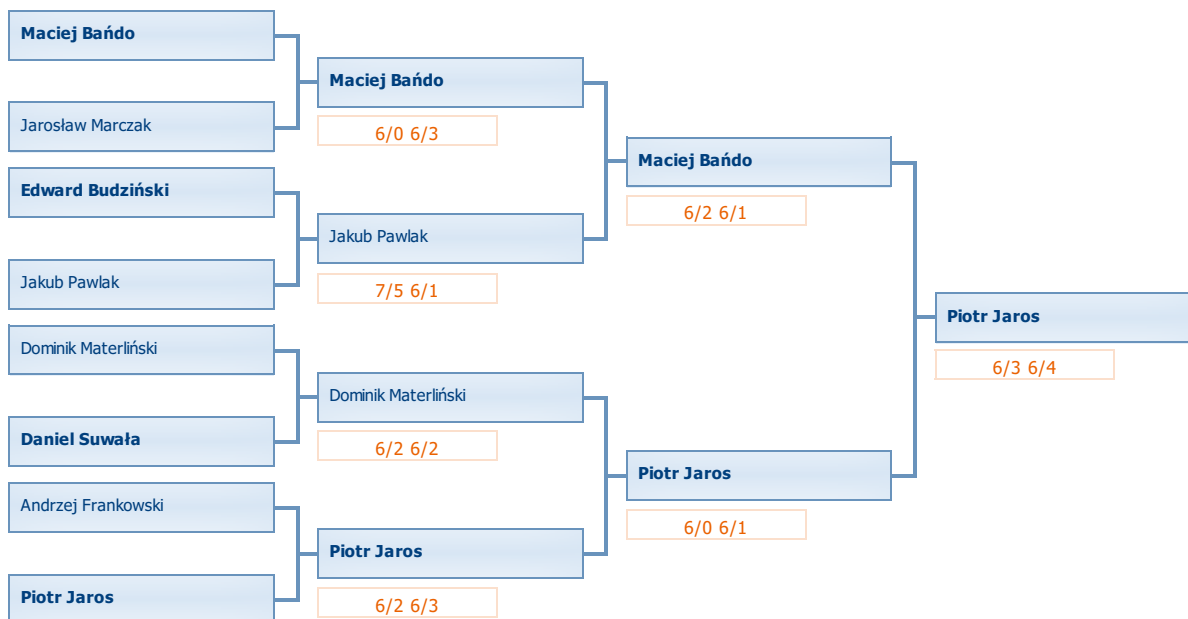 Maciej Bańdo
Jarosław Marczak
Edward Budziński
Jakub Pawlak
Dominik Materliński
Daniel Suwała
Andrzej Frankowski
Piotr Jaros
Maciej Bańdo
6/0 6/3
Jakub Pawlak
7/5 6/1
Dominik Materliński
6/2 6/2
Piotr Jaros
6/2 6/3
Maciej Bańdo
6/2 6/1
Piotr Jaros
6/0 6/1
Piotr Jaros
6/3 6/4